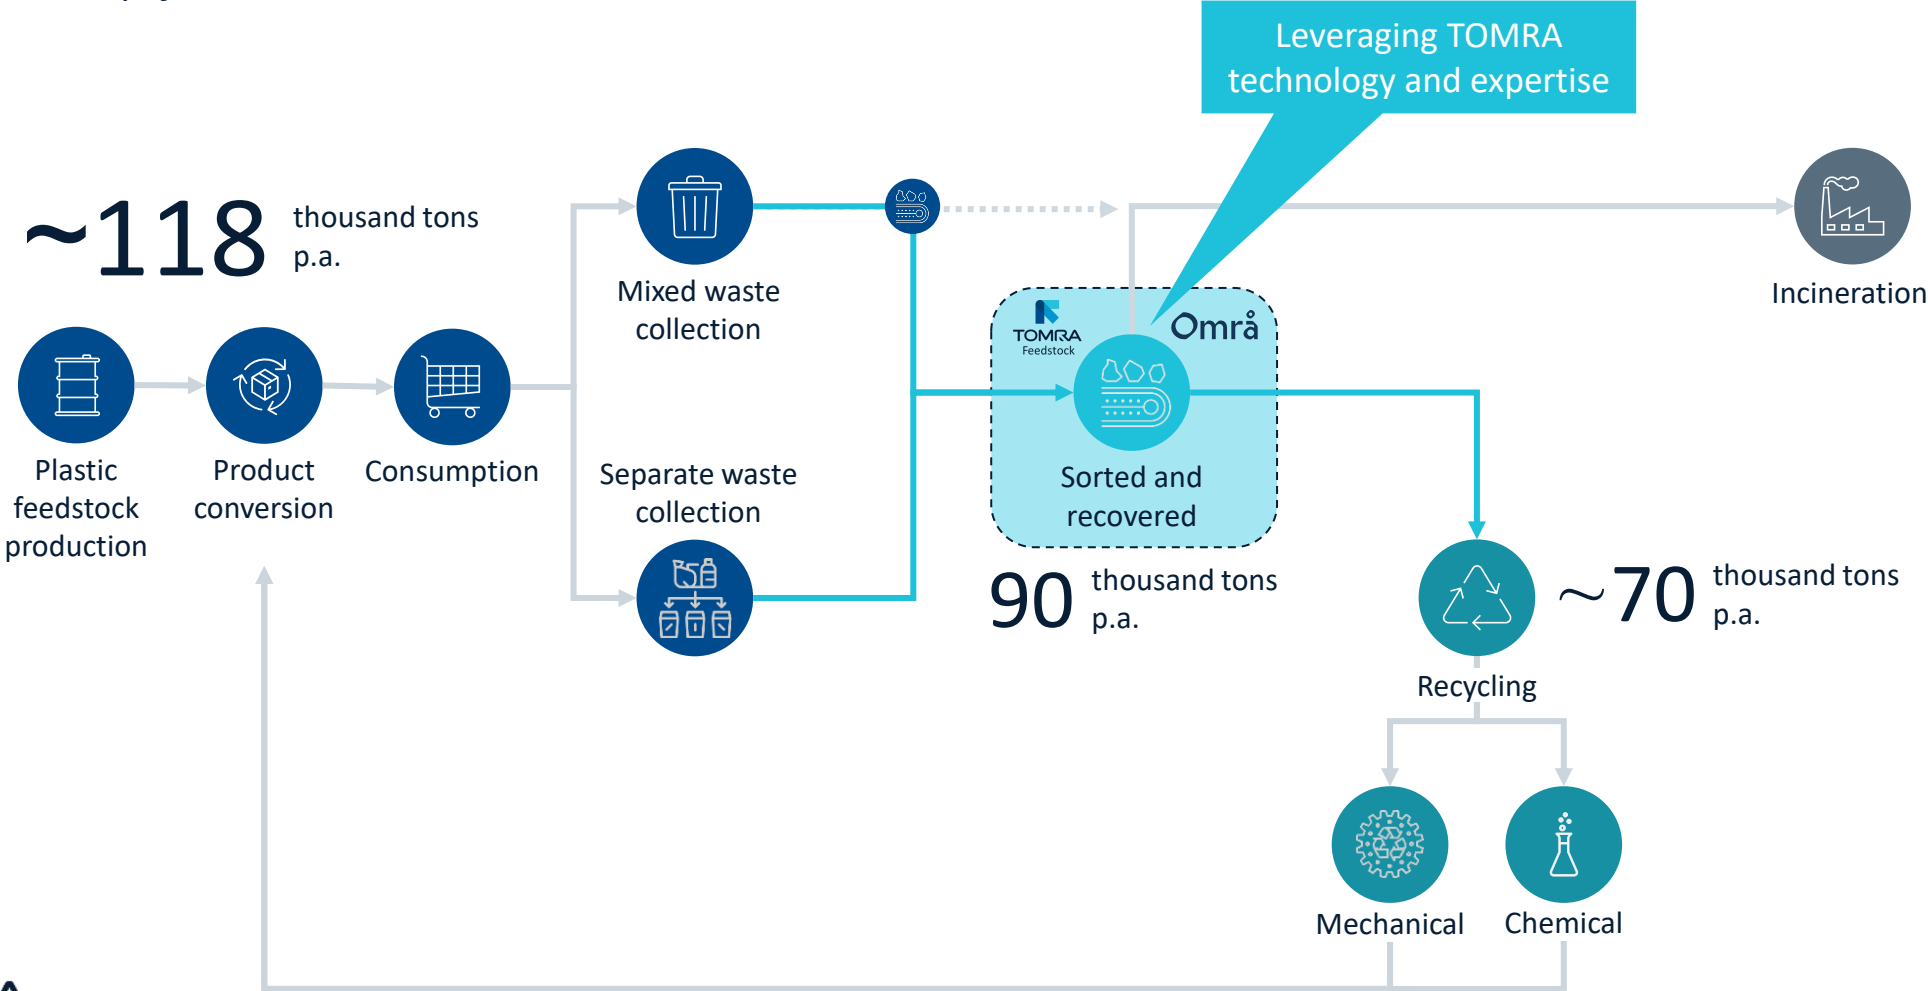 Leveraging TOMRA
technology and expertise
~118
thousand tons
p.a.
Mixed waste
collection
Incineration
TOMRA
Feedstock
Områ
Plastic
feedstock
production
Product
conversion
Consumption
Separate waste
collection
Sorted and
recovered
90
thousand tons
p.a.
~70
thousand tons
p.a.
Recycling
Mechanical
Chemical